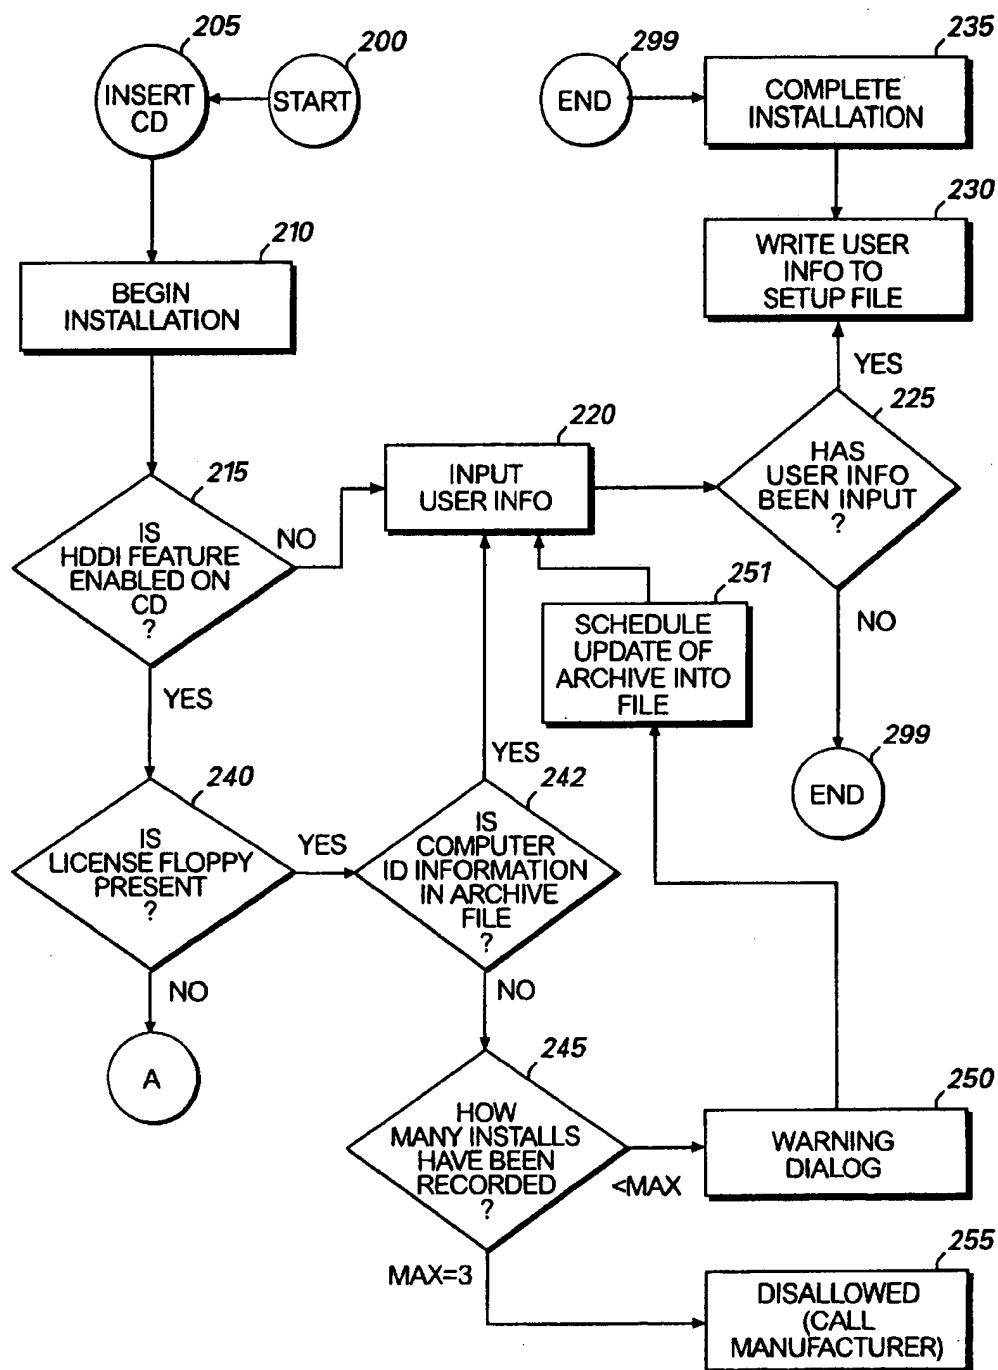 205
200
299
235
INSERT
CD
START
END
COMPLETE
INSTALLATION
210
230
BEGIN
INSTALLATION
WRITE USER
INFO TO
SETUP FILE
YES
225
220
215
INPUT
USER INFO
HAS
USER INFO
BEEN INPUT
?
IS
HDDI FEATURE
ENABLED ON
CD
?
NO
251
SCHEDULE
UPDATE OF
ARCHIVE INTO
FILE
NO
YES
299
END
YES
240
242
IS
LICENSE FLOPPY
PRESENT
?
YES
IS
COMPUTER
ID INFORMATION
IN ARCHIVE
FILE
?
NO
NO
A
245
250
HOW
MANY INSTALLS
HAVE BEEN
RECORDED
?
<MAX
WARNING
DIALOG
255
MAX=3
DISALLOWED
(CALL
MANUFACTURER)